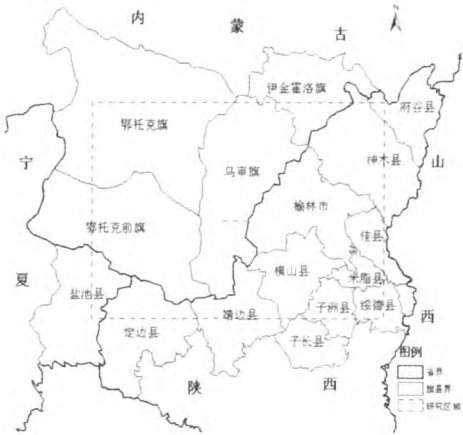 内 蒙 古
N
伊金霍洛旗
府谷县
鄂托克旗
宁
乌审旗
神木县
山
榆林市
鄂托克前旗
佳县
夏
横山县
米脂县
盐池县
子洲县
绥德县
定边县
靖边县
西
子长县
陕 西
图例
省界
旗县界
研究区域